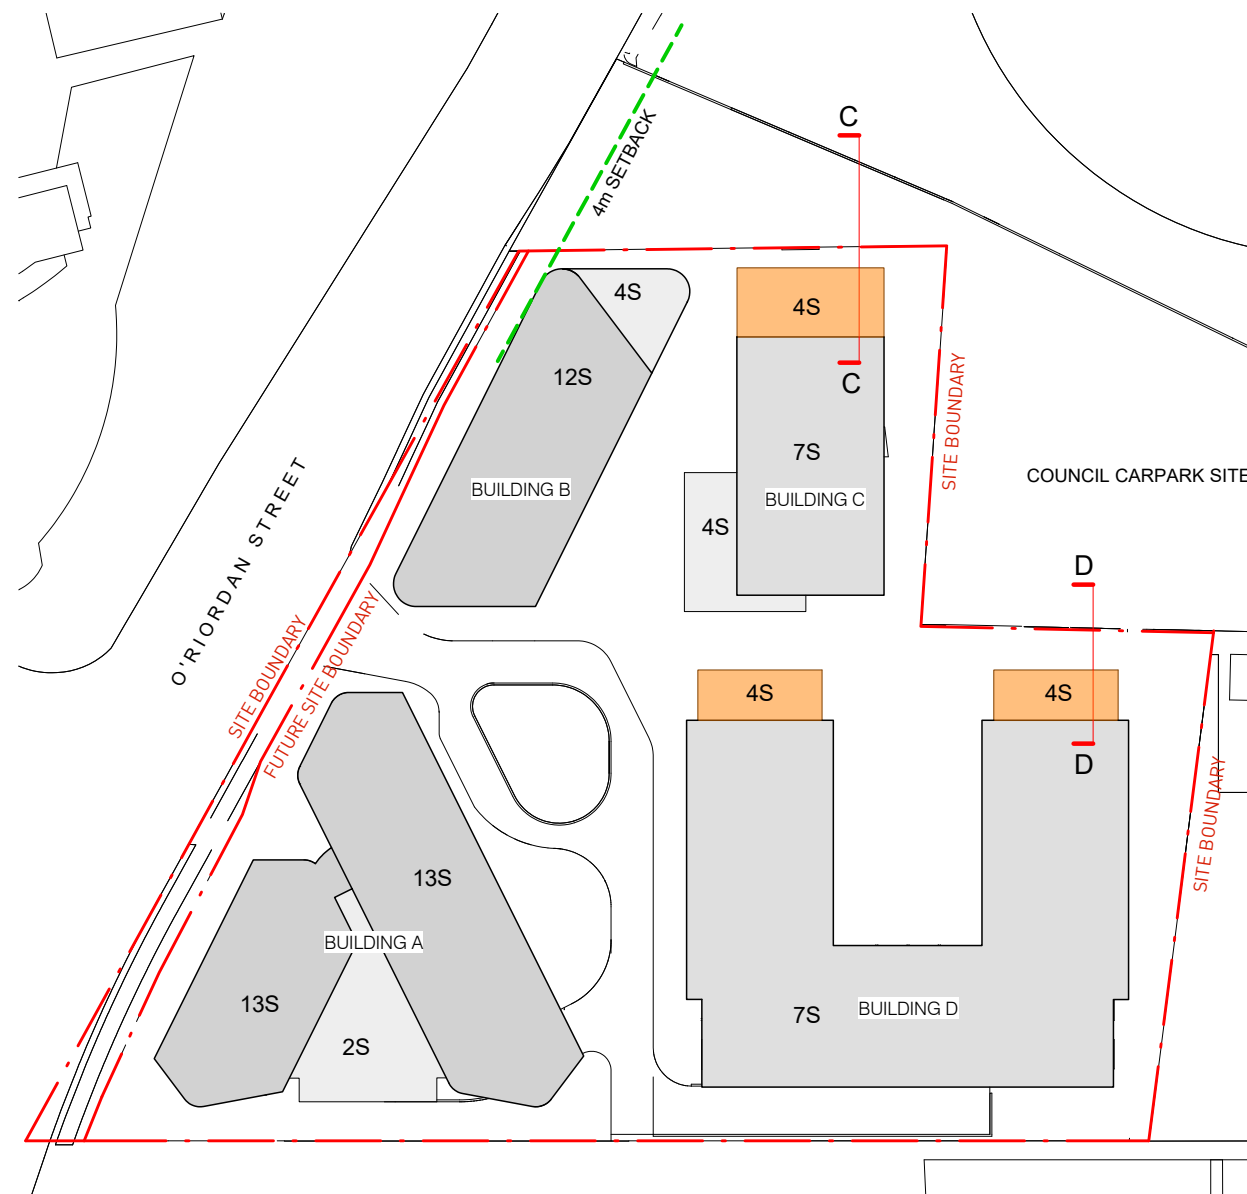 C
4m SETBACK
4S
4S
12S
C
SITE BOUNDARY
7S
COUNCIL CARPARK SITE
BUILDING B
BUILDING C
4S
O'RIORDAN STREET
D
SITE BOUNDARY
FUTURE SITE BOUNDARY
4S
4S
D
SITE BOUNDARY
13S
BUILDING A
13S
BUILDING D
7S
2S